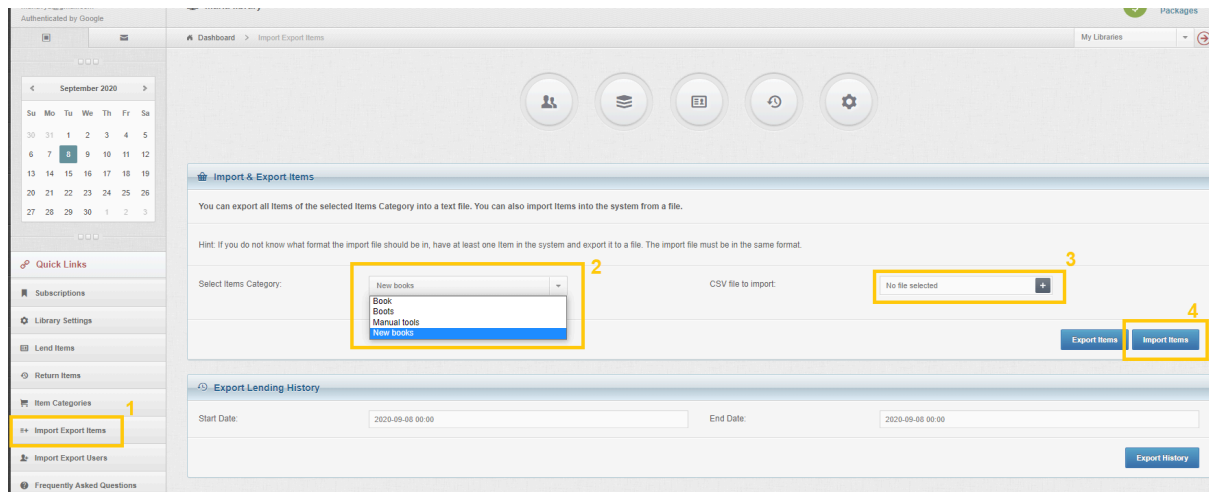 Authenticated by Google
Packages
Dashboard > Import Export Items
My Libraries
September 2020
Su Mo Tu We Th Fr Sa
30 31 1 2 3 4 5
6 7 8 9 10 11 12
13 14 15 16 17 18 19
20 21 22 23 24 25 26
27 28 29 30 1 2 3
Quick Links
Subscriptions
Library Settings
Lend Items
Return Items
Item Categories
1
Import Export Items
Import Export Users
Frequently Asked Questions
Import & Export Items
You can export all Items of the selected Items Category into a text file. You can also import Items into the system from a file.
Hint: If you do not know what format the import file should be in, have at least one Item in the system and export it to a file. The import file must be in the same format.
2
3
Select Items Category:
New books
Book
Boots
Manual tools
New books
CSV file to import:
No file selected
4
Export Items
Import Items
Export Lending History
Start Date:
2020-09-08 00:00
End Date:
2020-09-08 00:00
Export History